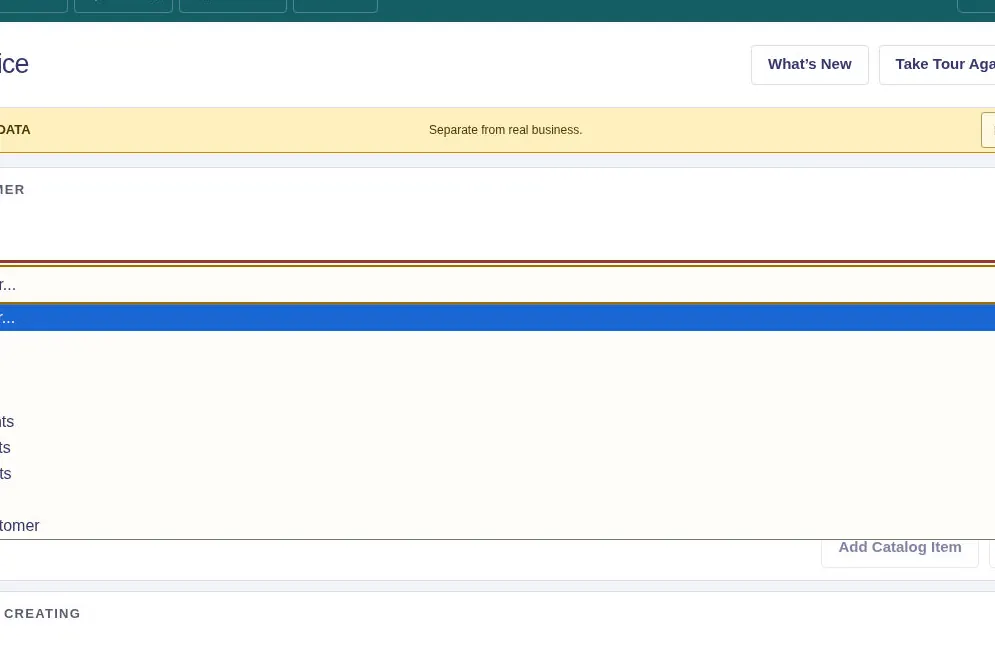 ice
What's New
Take Tour Aga
DATA
Separate from real business.
MER
r...
r...
nts
ts
ts
tomer
Add Catalog Item
CREATING